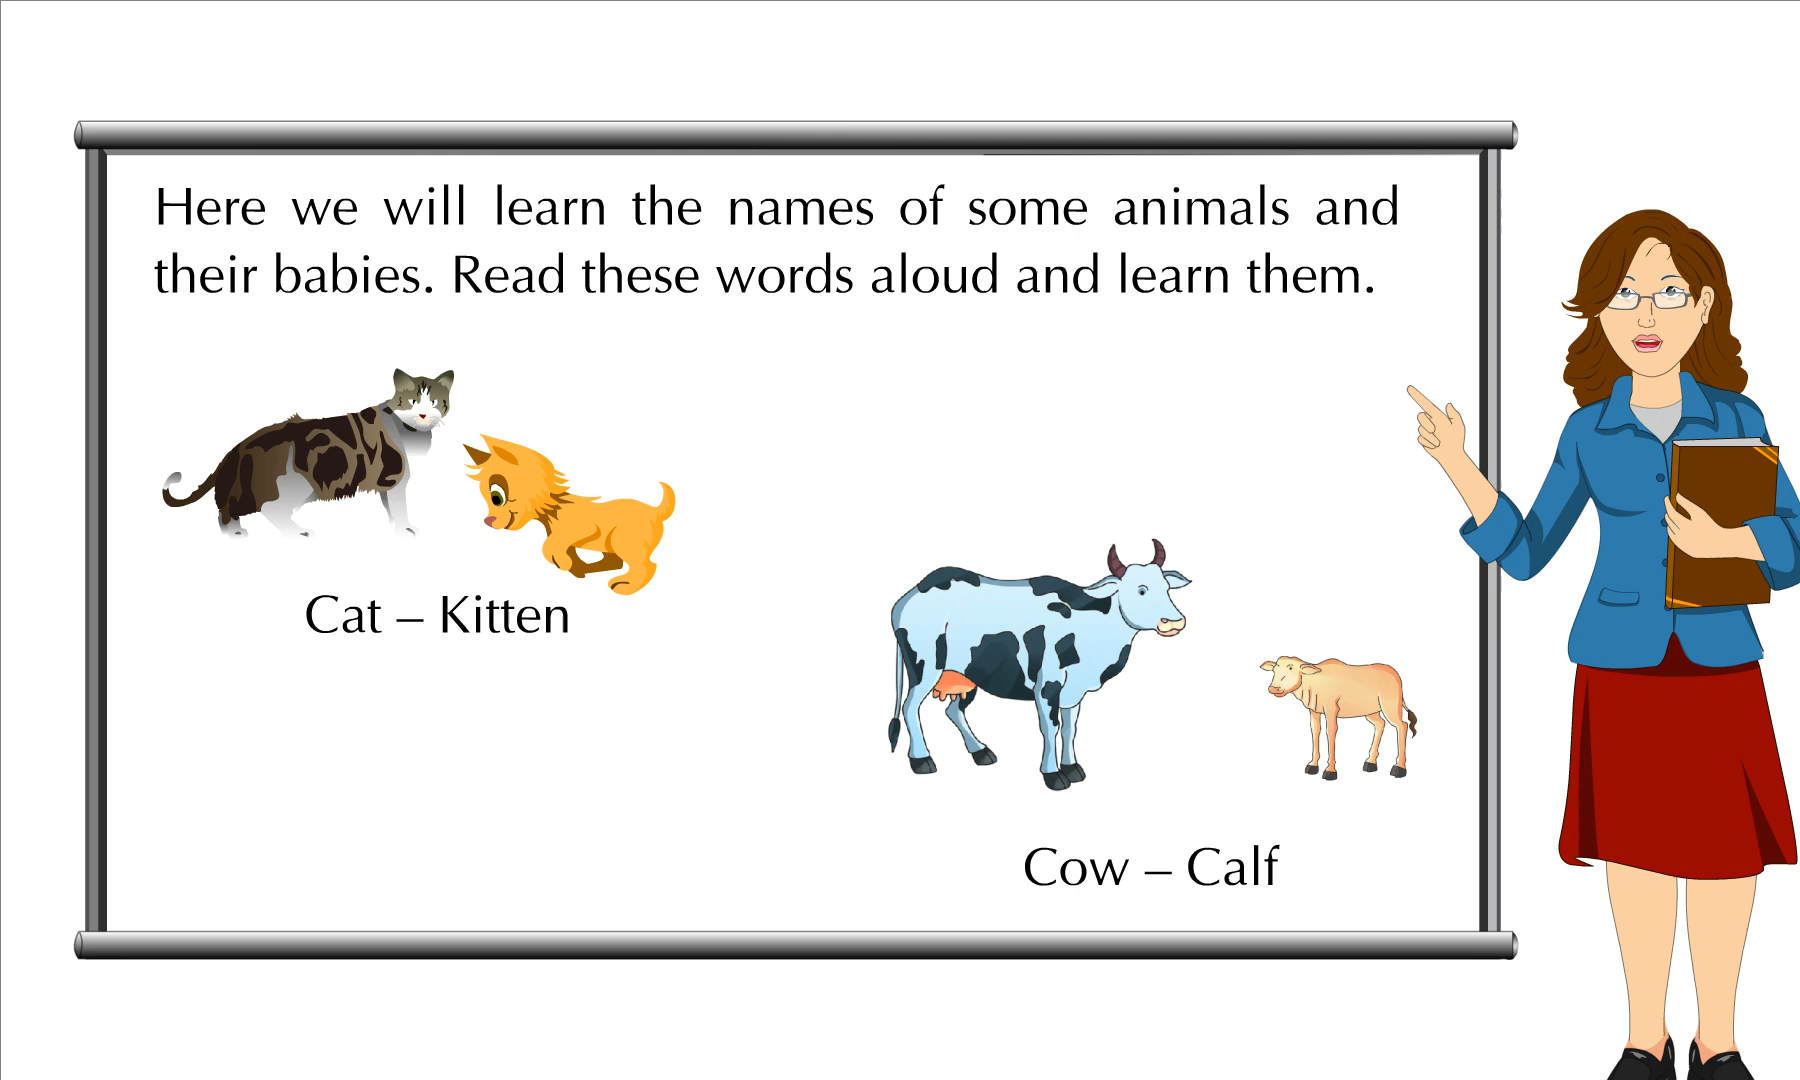 Here we will learn the names of some animals and
their babies. Read these words aloud and learn them.
Cat – Kitten
Cow – Calf